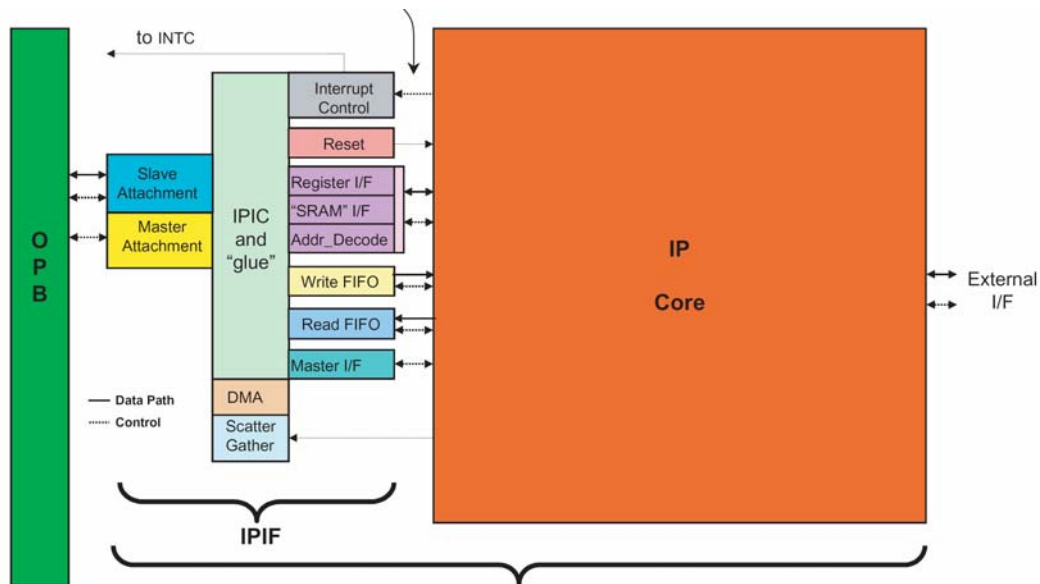 to INTC
Interrupt
Control
Reset
Slave
Attachment
Register I/F
“SRAM” I/F
Addr_Decode
Master
Attachment
IPIC
and
“glue”
O
P
B
IP
Core
Write FIFO
External
I/F
Read FIFO
Master I/F
DMA
Data Path
Control
Scatter
Gather
IPIF